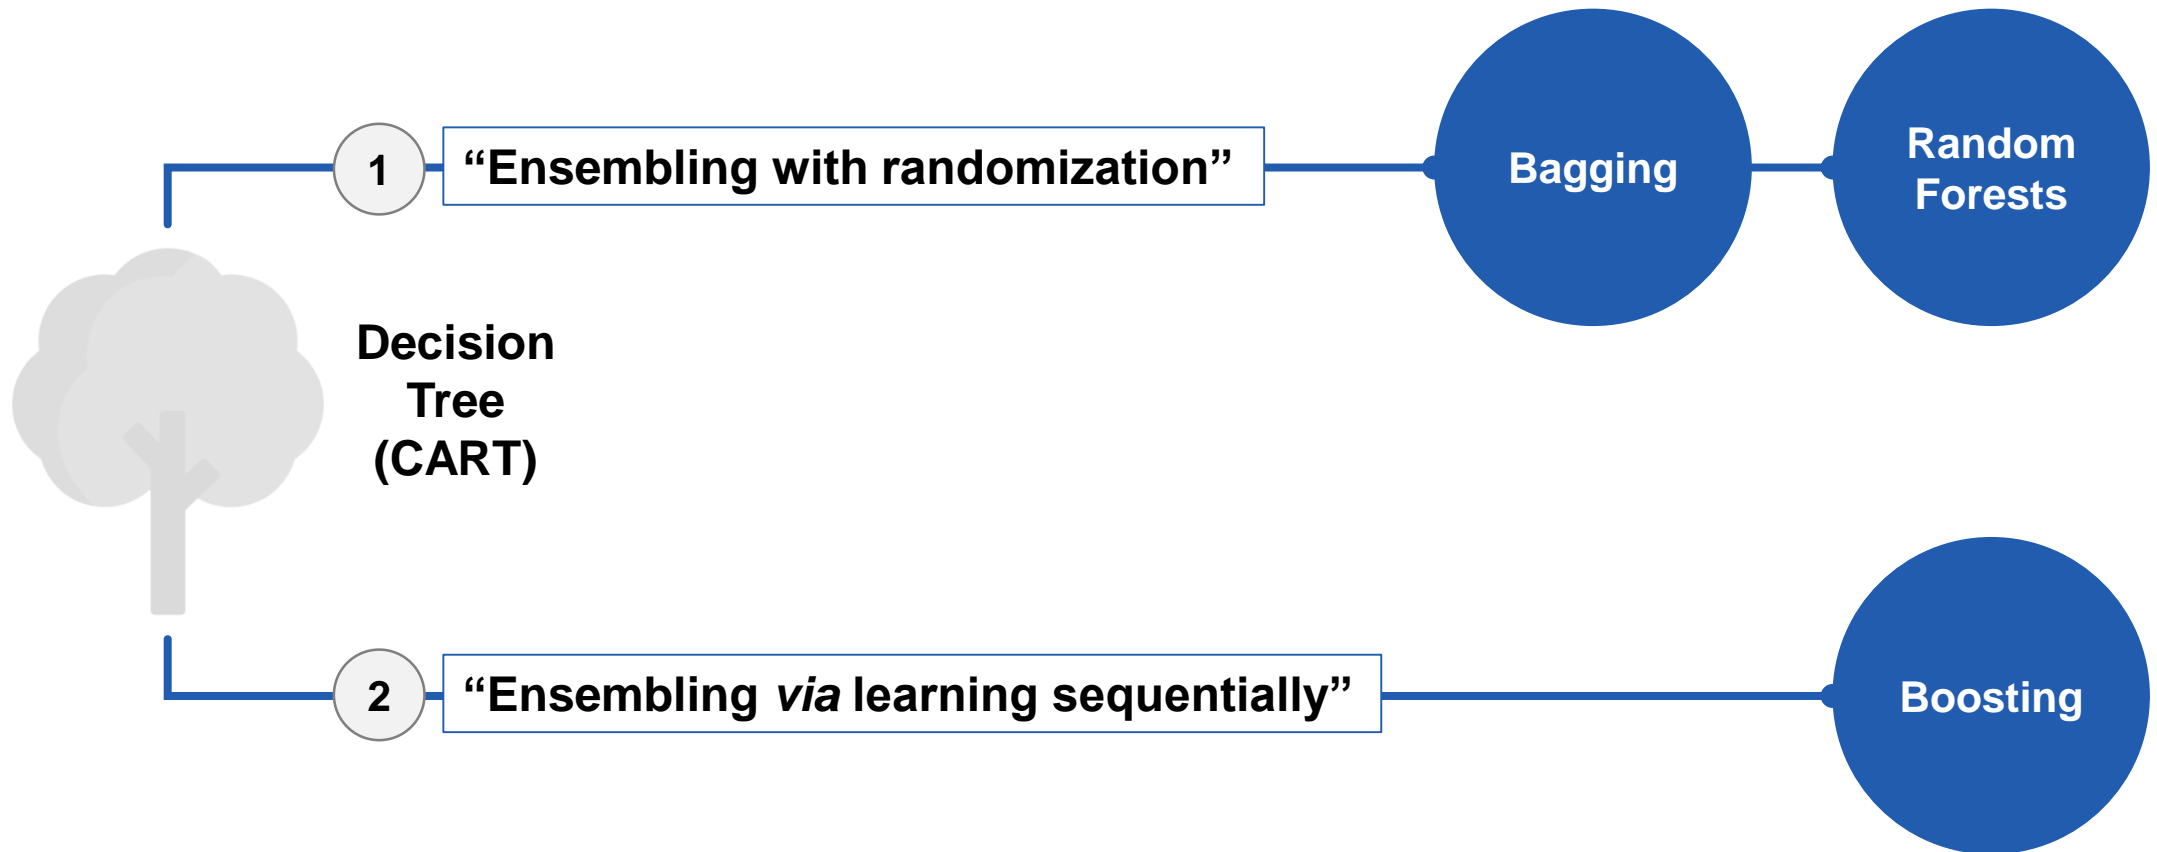 1
“Ensembling with randomization”
Bagging
Random
Forests
Decision
Tree
(CART)
2
“Ensembling via learning sequentially”
Boosting